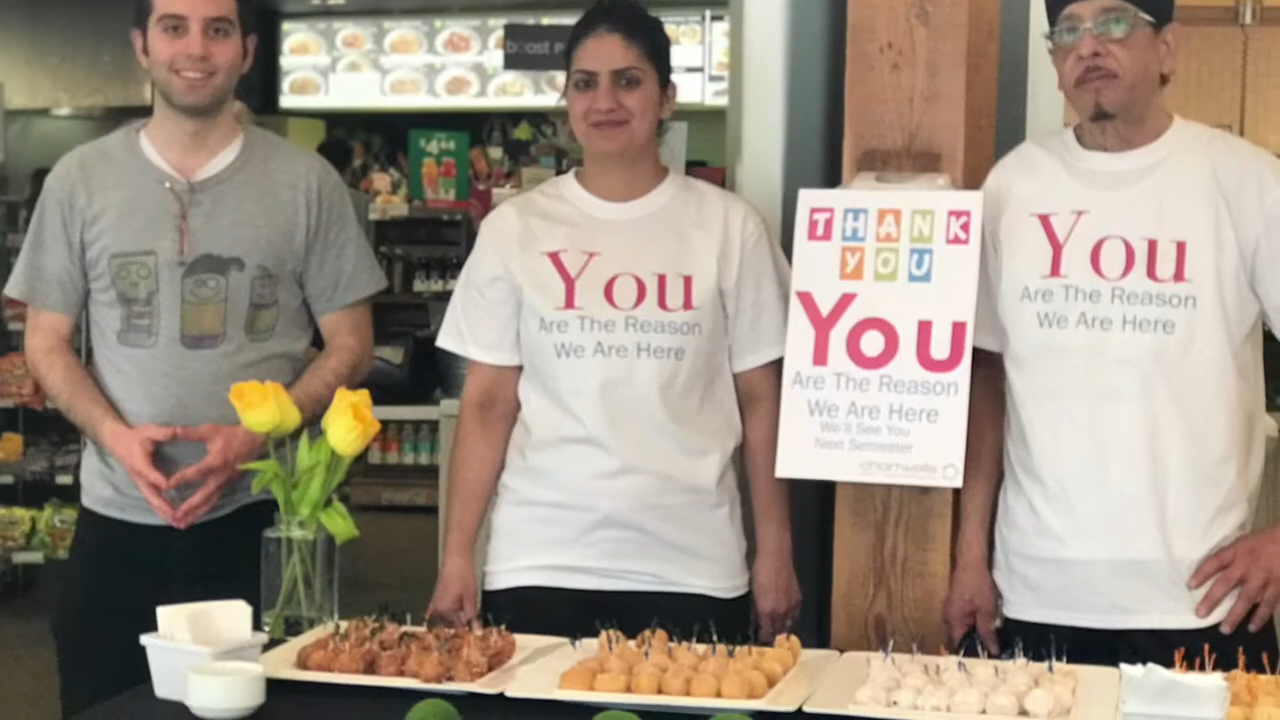 boost
$4.44
You
Are The Reason
We Are Here
THANK
YOU
You
Are The Reason
We Are Here
We'll See You
Next Semester
chartwells
You
Are The Reason
We Are Here